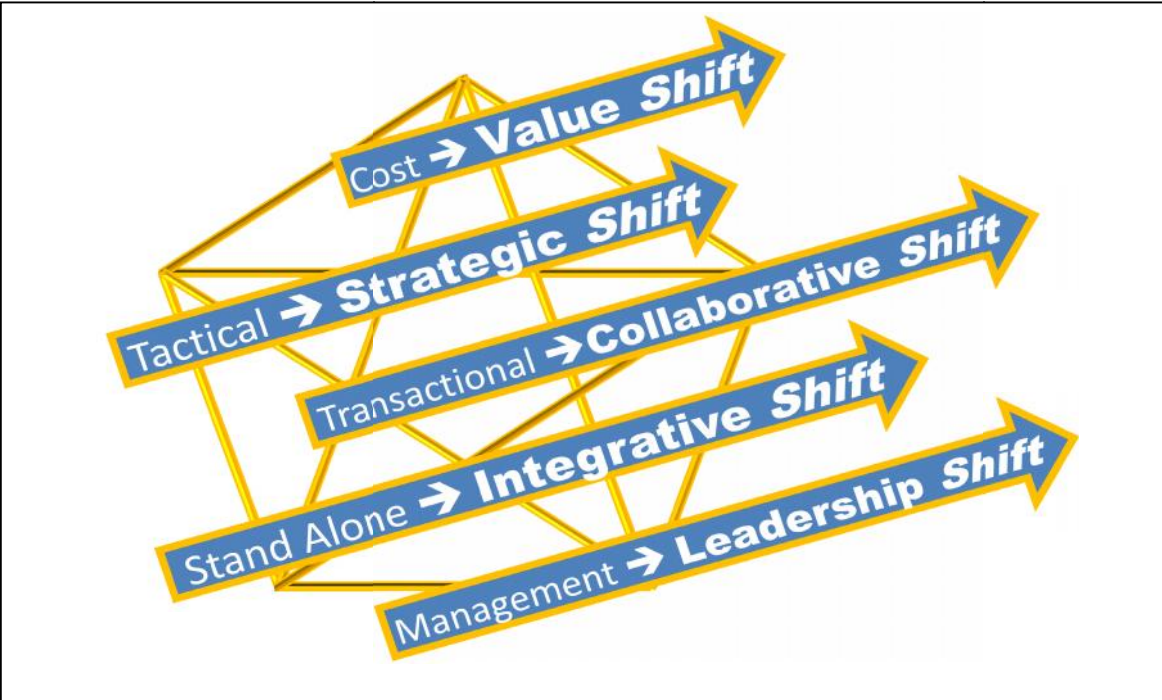 Cost ➔ Value Shift
Tactical ➔ Strategic Shift
Transactional ➔Collaborative Shift
Stand Alone ➔ Integrative Shift
Management ➔ Leadership Shift